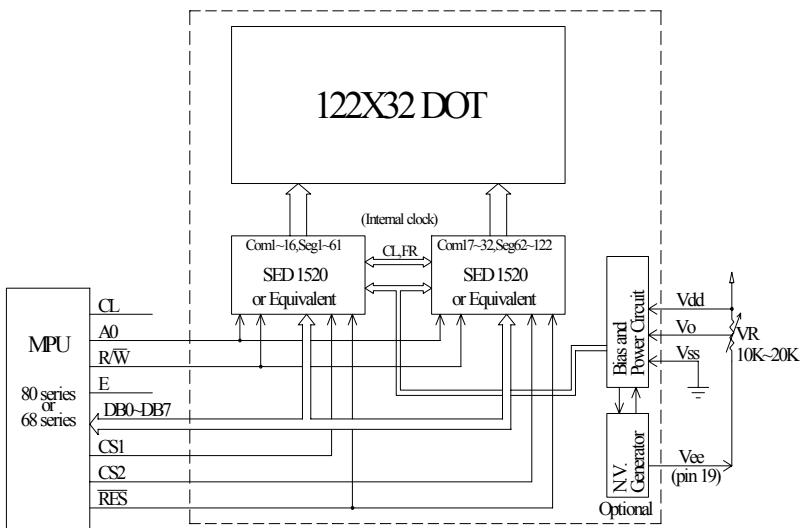 122X32 DOT
(Internal clock)
Com1~16,Seg1~61
SED 1520
or Equivalent
CL,FR
Com17~32,Seg62~122
SED 1520
or Equivalent
MPU
80 series
or
68 series
CL
A0
R/W̅
E
DB0~DB7
CS1
CS2
R̅E̅S̅
Bias and
Power Circuit
Vdd
Vo
Vss
VR
10K~20K
N.V.
Generator
Optional
Vee
(pin 19)